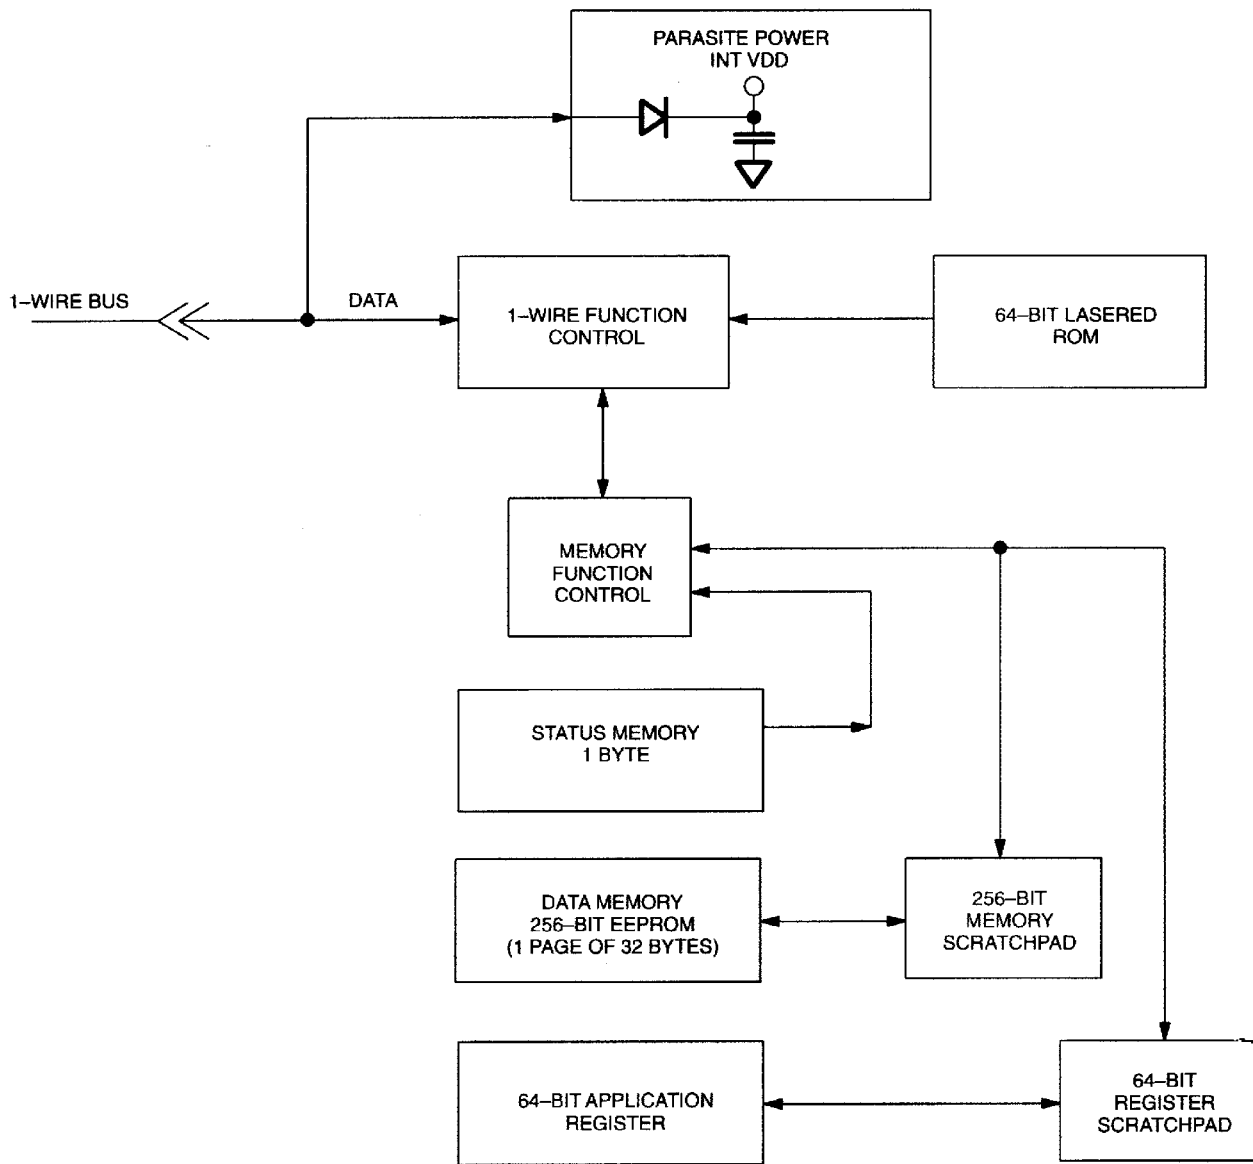 PARASITE POWER
INT VDD
1–WIRE BUS
DATA
1–WIRE FUNCTION
CONTROL
64–BIT LASERED
ROM
MEMORY
FUNCTION
CONTROL
STATUS MEMORY
1 BYTE
DATA MEMORY
256–BIT EEPROM
(1 PAGE OF 32 BYTES)
256–BIT
MEMORY
SCRATCHPAD
64–BIT APPLICATION
REGISTER
64–BIT
REGISTER
SCRATCHPAD